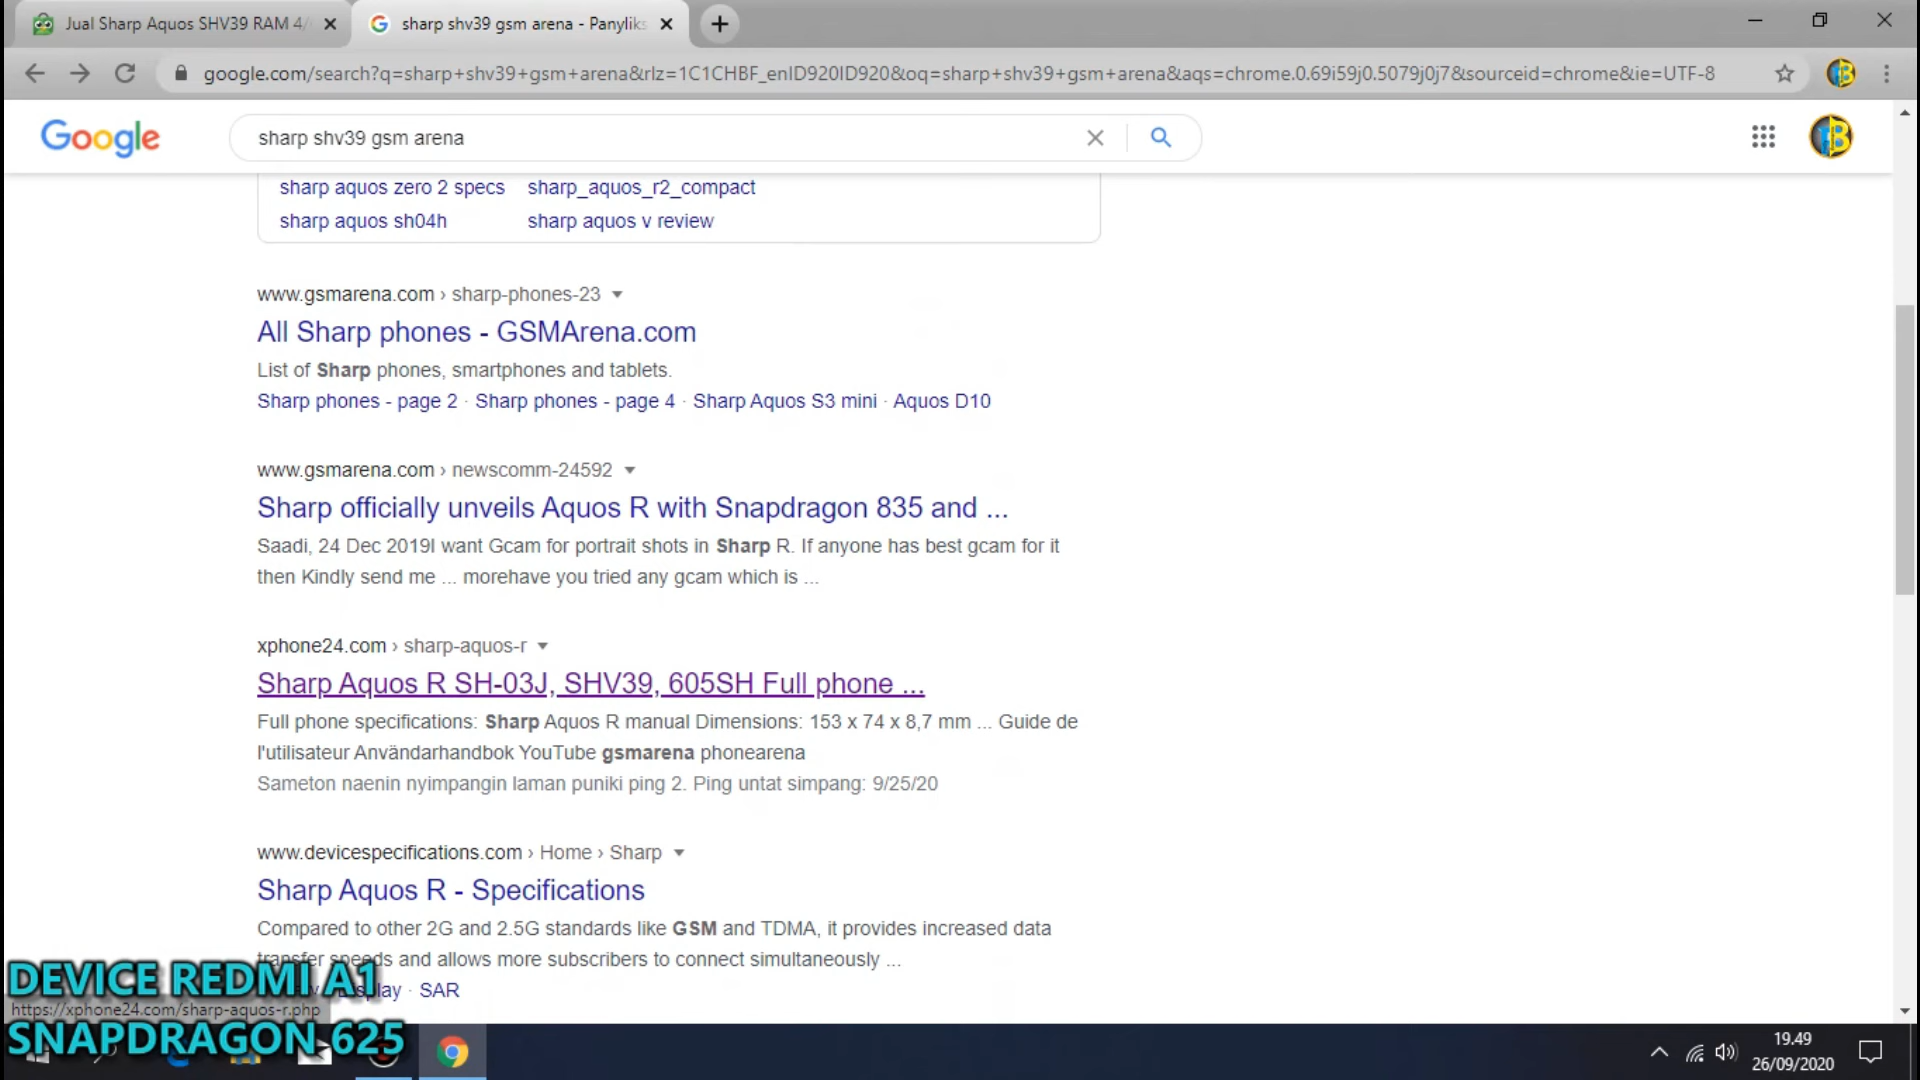 Jual Sharp Aquos SHV39 RAM 4/
sharp shv39 gsm arena - Panyliks
google.com/search?q=sharp+shv39+gsm+arena&rlz=1C1CHBF_enID920ID920&oq=sharp+shv39+gsm+arena&aqs=chrome.0.69i59j0.5079j0j7&sourceid=chrome&ie=UTF-8
Google
sharp shv39 gsm arena
sharp aquos zero 2 specs sharp_aquos_r2_compact
sharp aquos sh04h sharp aquos v review
www.gsmarena.com › sharp-phones-23
All Sharp phones - GSMArena.com
List of Sharp phones, smartphones and tablets.
Sharp phones - page 2 · Sharp phones - page 4 · Sharp Aquos S3 mini · Aquos D10
www.gsmarena.com › newscomm-24592
Sharp officially unveils Aquos R with Snapdragon 835 and ...
Saadi, 24 Dec 2019I want Gcam for portrait shots in Sharp R. If anyone has best gcam for it
then Kindly send me ... morehave you tried any gcam which is ...
xphone24.com › sharp-aquos-r
Sharp Aquos R SH-03J, SHV39, 605SH Full phone ...
Full phone specifications: Sharp Aquos R manual Dimensions: 153 x 74 x 8,7 mm ... Guide de
l'utilisateur Användarhandbok YouTube gsmarena phonearena
Sameton naenin nyimpangin laman puniki ping 2. Ping untat simpang: 9/25/20
www.devicespecifications.com › Home › Sharp
Sharp Aquos R - Specifications
Compared to other 2G and 2.5G standards like GSM and TDMA, it provides increased data
transfer speeds and allows more subscribers to connect simultaneously ...
Display · SAR
DEVICE REDMI A1
https://xphone24.com/sharp-aquos-r.php
SNAPDRAGON 625
19.49
26/09/2020